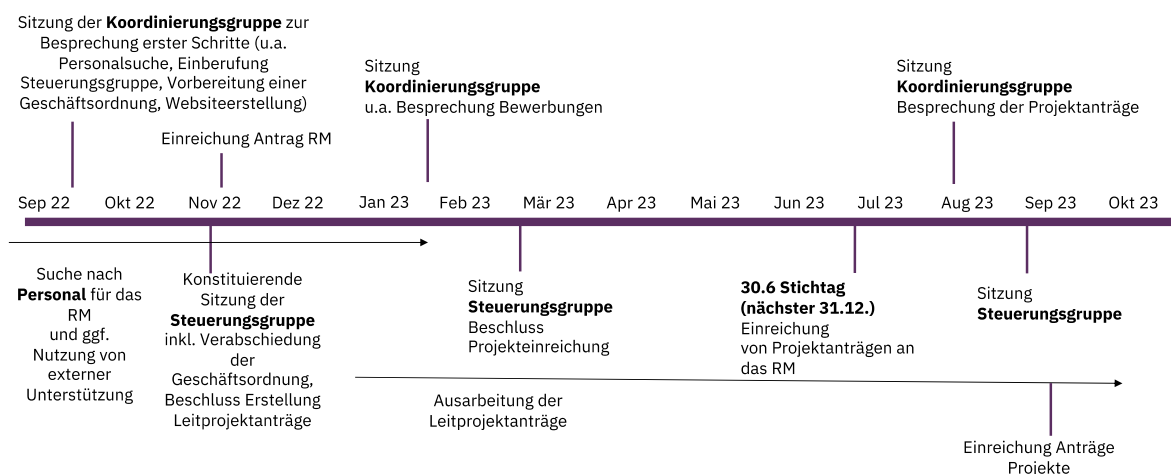 Sitzung der Koordinierungsgruppe zur
Besprechung erster Schritte (u.a.
Personalsuche, Einberufung
Steuerungsgruppe, Vorbereitung einer
Geschäftsordnung, Websiteerstellung)
Einreichung Antrag RM
Sitzung
Koordinierungsgruppe
u.a. Besprechung Bewerbungen
Sitzung
Koordinierungsgruppe
Besprechung der Projektanträge
Sep 22 Okt 22 Nov 22 Dez 22 Jan 23 Feb 23 Mär 23 Apr 23 Mai 23 Jun 23 Jul 23 Aug 23 Sep 23 Okt 23
Suche nach
Personal für das
RM
und ggf.
Nutzung von
externer
Unterstützung
Konstituierende
Sitzung der
Steuerungsgruppe
inkl. Verabschiedung
der
Geschäftsordnung,
Beschluss Erstellung
Leitprojektanträge
Sitzung
Steuerungsgruppe
Beschluss
Projekteinreichung
30.6 Stichtag
(nächster 31.12.)
Einreichung
von Projektanträgen an
das RM
Sitzung
Steuerungsgruppe
Ausarbeitung der
Leitprojektanträge
Einreichung Anträge
Projekte